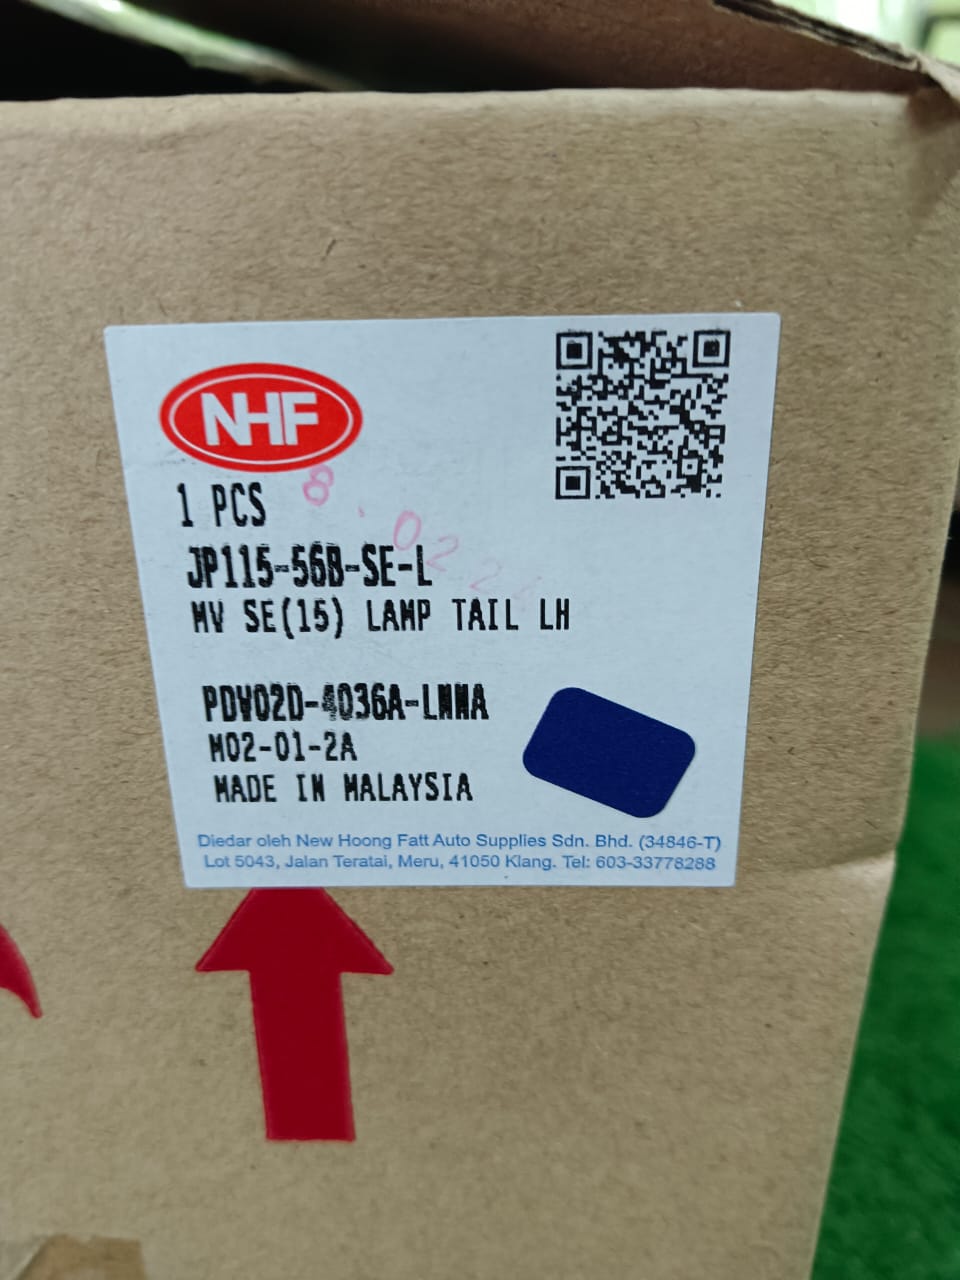 NHF
1 PCS
JP115-56B-SE-L
MV SE(15) LAMP TAIL LH
PDW02D-4036A-LNNA
M02-01-2A
MADE IN MALAYSIA
Diedar oleh New Hoong Fatt Auto Supplies Sdn. Bhd. (34846-T)
Lot 5043, Jalan Teratai, Meru, 41050 Klang. Tel: 603-33778288